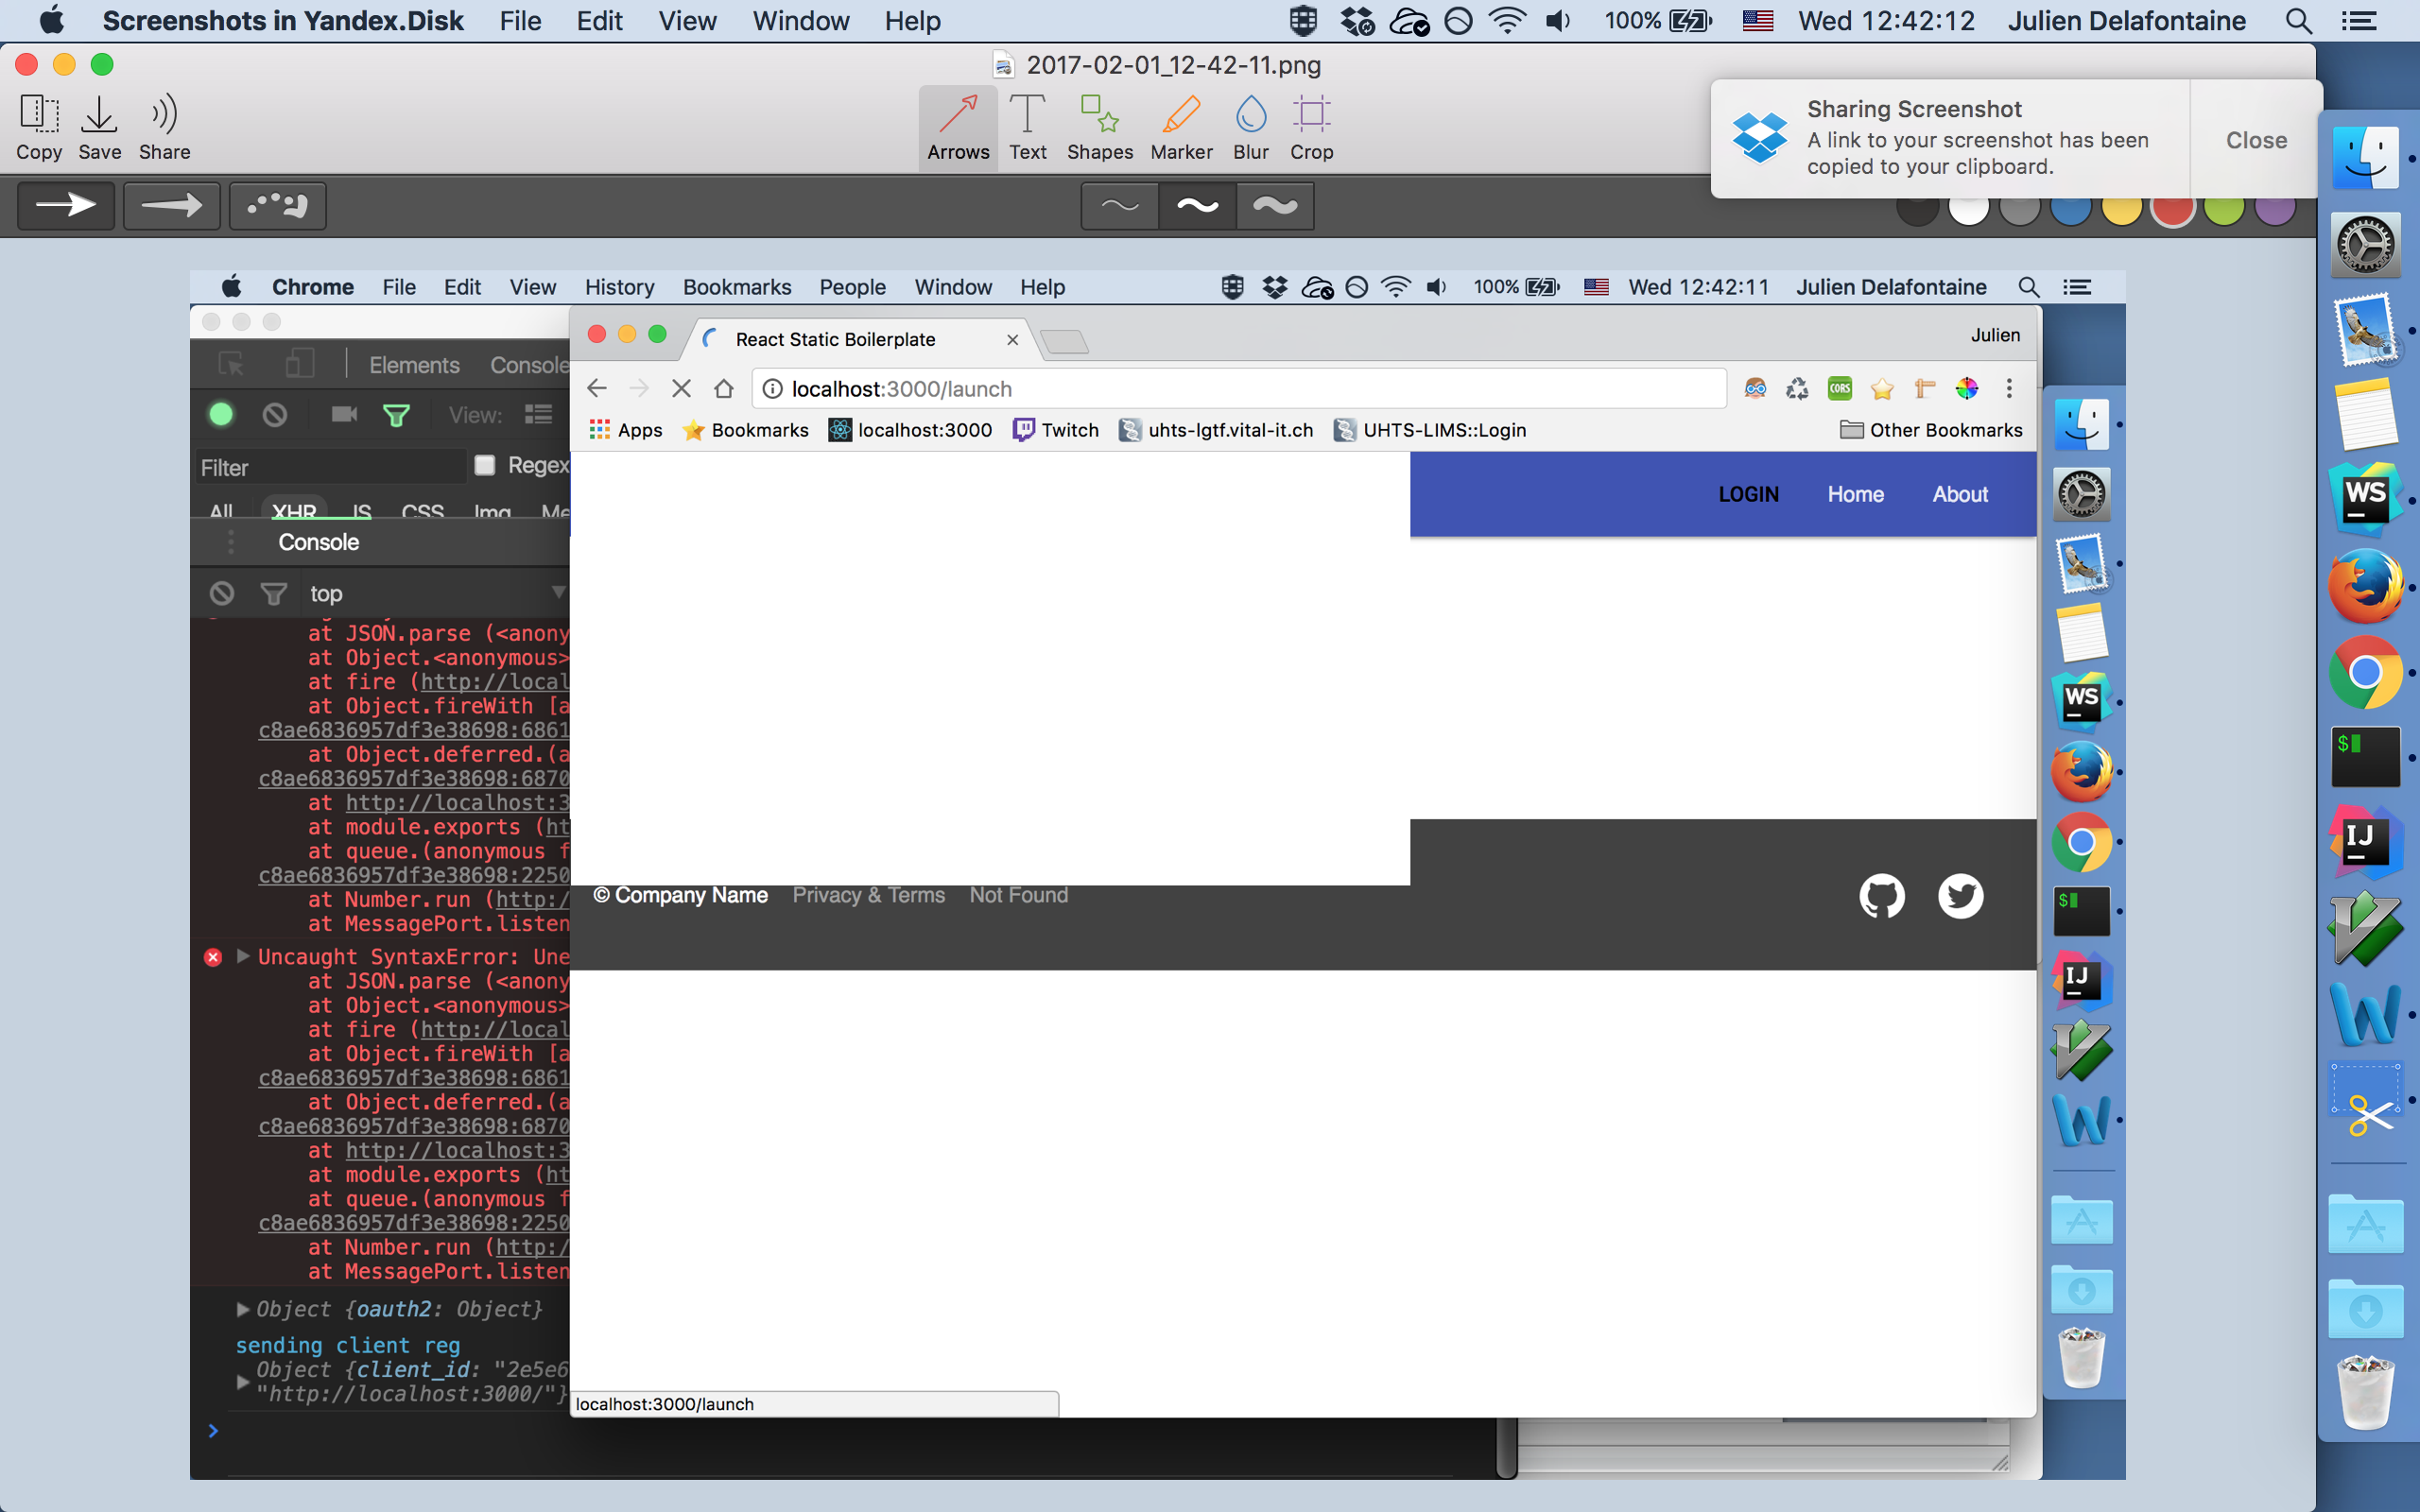 Screenshots in Yandex.Disk File Edit View Window Help 100% Wed 12:42:12 Julien Delafontaine
2017-02-01_12-42-11.png
Copy Save Share
Arrows Text Shapes Marker Blur Crop
Sharing Screenshot
A link to your screenshot has been
copied to your clipboard.
Close
Chrome File Edit View History Bookmarks People Window Help 100% Wed 12:42:11 Julien Delafontaine
React Static Boilerplate
Julien
Elements Console
localhost:3000/launch
CORS
View:
Apps Bookmarks localhost:3000 Twitch uhts-lgtf.vital-it.ch UHTS-LIMS::Login Other Bookmarks
Filter Regex
LOGIN Home About
All XHR JS CSS Img Me
Console
top
at JSON.parse (<anony
at Object.<anonymous>
at fire (http://local
at Object.fireWith [a
c8ae6836957df3e38698:6861
at Object.deferred.(a
c8ae6836957df3e38698:6870
at http://localhost:3
at module.exports (ht
at queue.(anonymous f
c8ae6836957df3e38698:2250
at Number.run (http:/
at MessagePort.listen
© Company Name Privacy & Terms Not Found
Uncaught SyntaxError: Une
at JSON.parse (<anony
at Object.<anonymous>
at fire (http://local
at Object.fireWith [a
c8ae6836957df3e38698:6861
at Object.deferred.(a
c8ae6836957df3e38698:6870
at http://localhost:3
at module.exports (ht
at queue.(anonymous f
c8ae6836957df3e38698:2250
at Number.run (http:/
at MessagePort.listen
Object {oauth2: Object}
sending client reg
Object {client_id: "2e5e6
"http://localhost:3000/"}
localhost:3000/launch
WS
IJ
WS
IJ